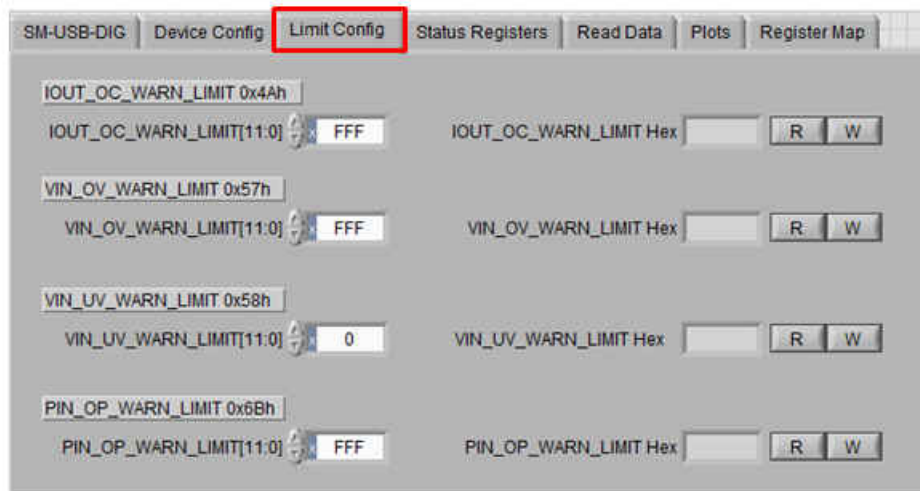 SM-USB-DIG Device Config Limit Config Status Registers Read Data Plots Register Map
IOUT_OC_WARN_LIMIT 0x4Ah
IOUT_OC_WARN_LIMIT[11:0] x FFF IOUT_OC_WARN_LIMIT Hex R W
VIN_OV_WARN_LIMIT 0x57h
VIN_OV_WARN_LIMIT[11:0] FFF VIN_OV_WARN_LIMIT Hex R W
VIN_UV_WARN_LIMIT 0x58h
VIN_UV_WARN_LIMIT[11:0] 0 VIN_UV_WARN_LIMIT Hex R W
PIN_OP_WARN_LIMIT 0x6Bh
PIN_OP_WARN_LIMIT[11:0] x FFF PIN_OP_WARN_LIMIT Hex R W